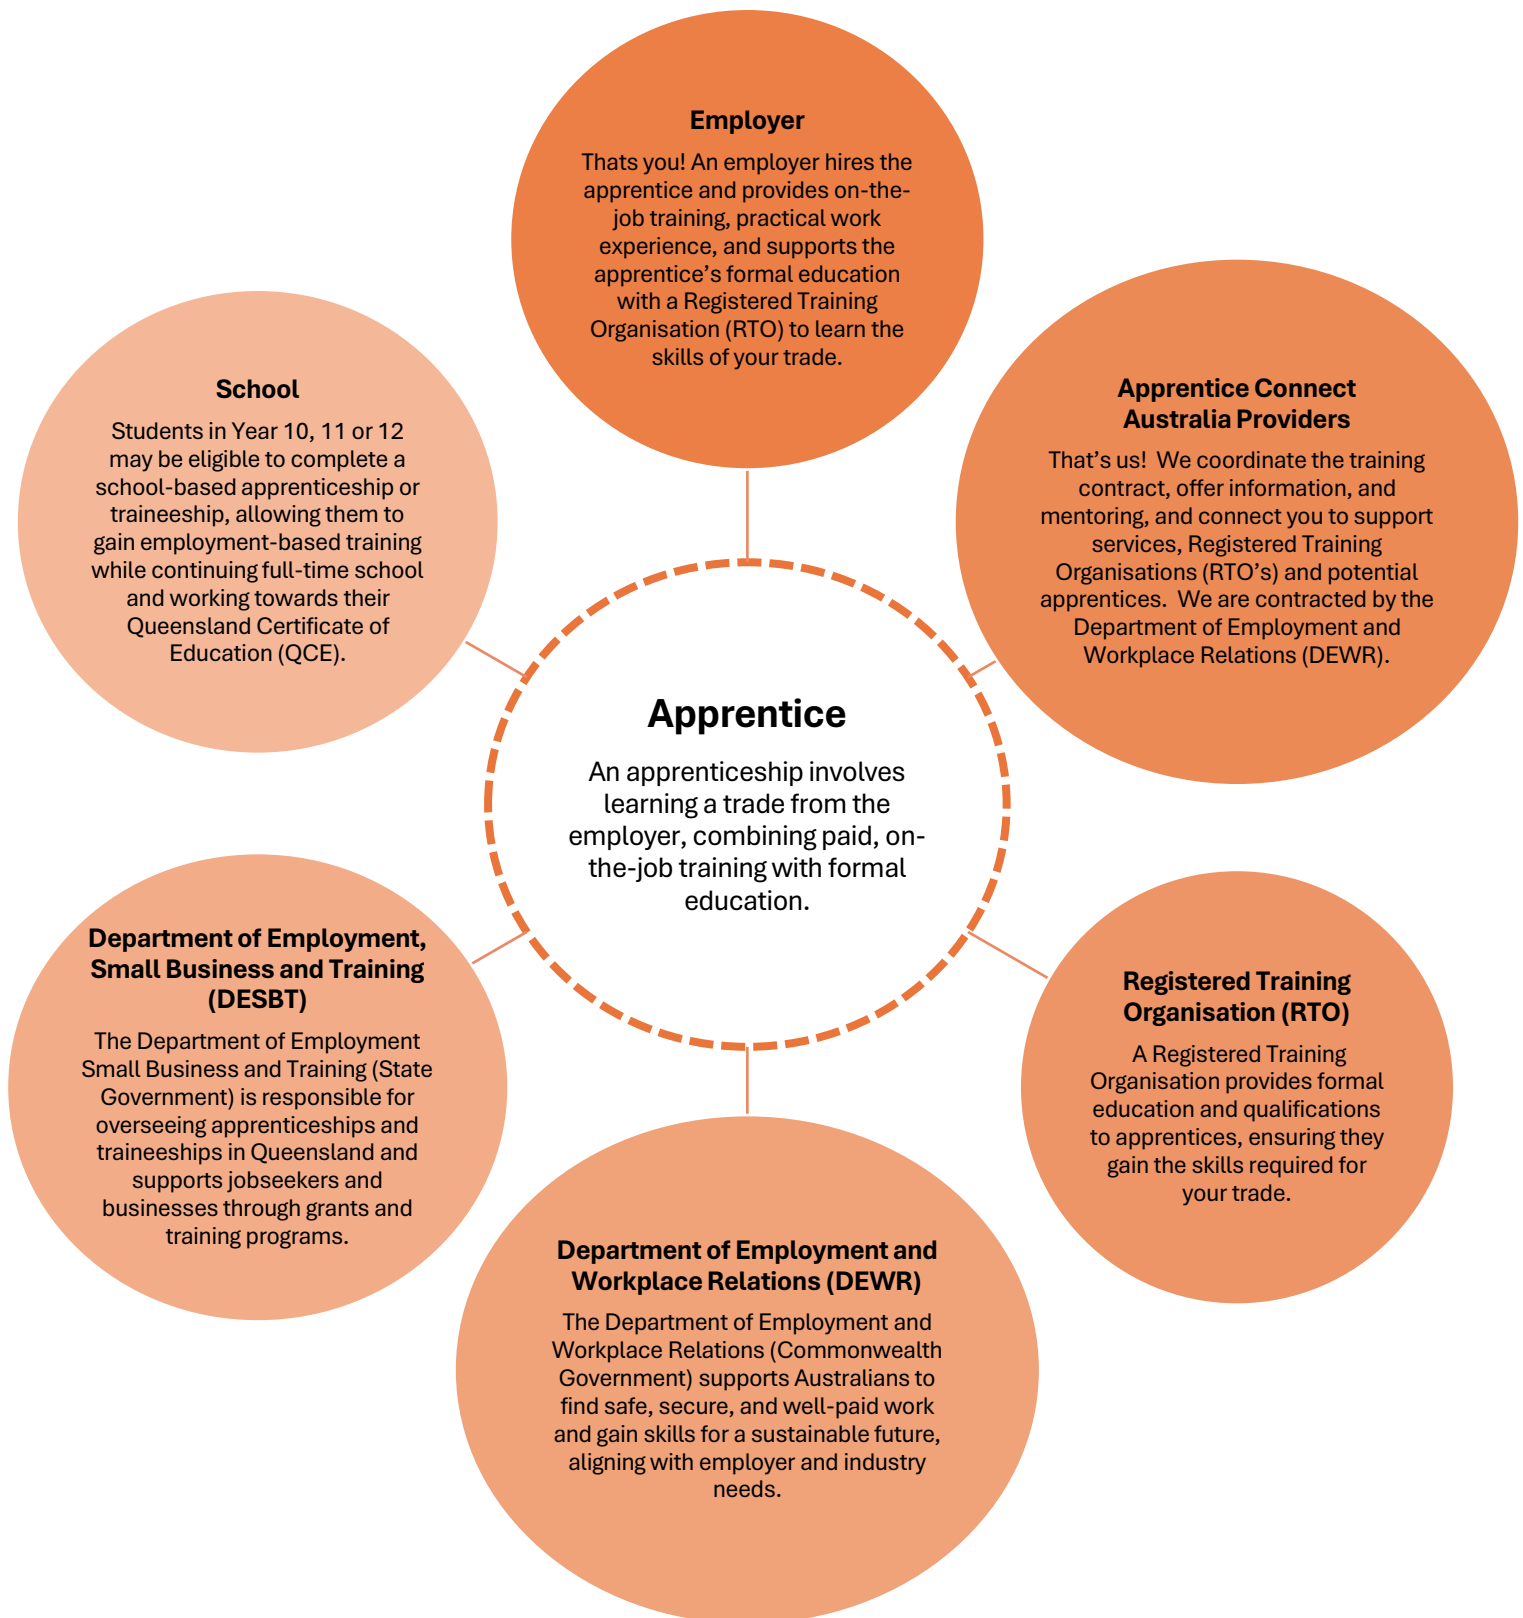 Employer
Thats you! An employer hires the
apprentice and provides on-the-
job training, practical work
experience, and supports the
apprentice's formal education
with a Registered Training
Organisation (RTO) to learn the
skills of your trade.
School
Students in Year 10, 11 or 12
may be eligible to complete a
school-based apprenticeship or
traineeship, allowing them to
gain employment-based training
while continuing full-time school
and working towards their
Queensland Certificate of
Education (QCE).
Apprentice Connect
Australia Providers
That's us!  We coordinate the training
contract, offer information, and
mentoring, and connect you to support
services, Registered Training
Organisations (RTO's) and potential
apprentices.  We are contracted by the
Department of Employment and
Workplace Relations (DEWR).
Apprentice
An apprenticeship involves
learning a trade from the
employer, combining paid, on-
the-job training with formal
education.
Department of Employment,
Small Business and Training
(DESBT)
The Department of Employment
Small Business and Training (State
Government) is responsible for
overseeing apprenticeships and
traineeships in Queensland and
supports jobseekers and
businesses through grants and
training programs.
Registered Training
Organisation (RTO)
A Registered Training
Organisation provides formal
education and qualifications
to apprentices, ensuring they
gain the skills required for
your trade.
Department of Employment and
Workplace Relations (DEWR)
The Department of Employment and
Workplace Relations (Commonwealth
Government) supports Australians to
find safe, secure, and well-paid work
and gain skills for a sustainable future,
aligning with employer and industry
needs.